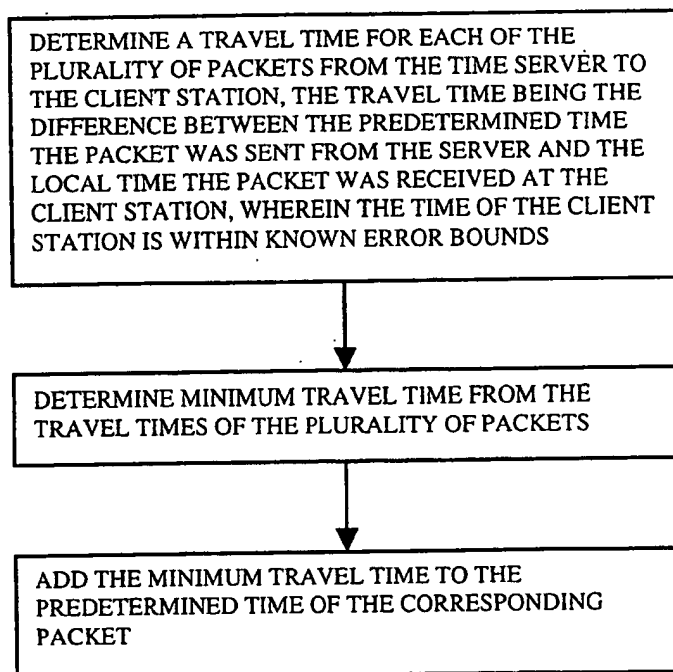 DETERMINE A TRAVEL TIME FOR EACH OF THE
PLURALITY OF PACKETS FROM THE TIME SERVER TO
THE CLIENT STATION, THE TRAVEL TIME BEING THE
DIFFERENCE BETWEEN THE PREDETERMINED TIME
THE PACKET WAS SENT FROM THE SERVER AND THE
LOCAL TIME THE PACKET WAS RECEIVED AT THE
CLIENT STATION, WHEREIN THE TIME OF THE CLIENT
STATION IS WITHIN KNOWN ERROR BOUNDS
DETERMINE MINIMUM TRAVEL TIME FROM THE
TRAVEL TIMES OF THE PLURALITY OF PACKETS
ADD THE MINIMUM TRAVEL TIME TO THE
PREDETERMINED TIME OF THE CORRESPONDING
PACKET